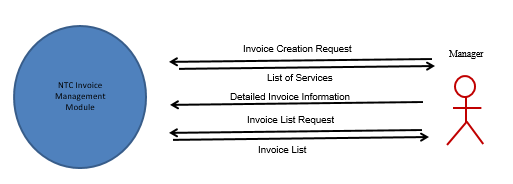 Invoice Creation Request
Manager
List of Services
NTC Invoice
Management
Module
Detailed Invoice Information
Invoice List Request
Invoice List